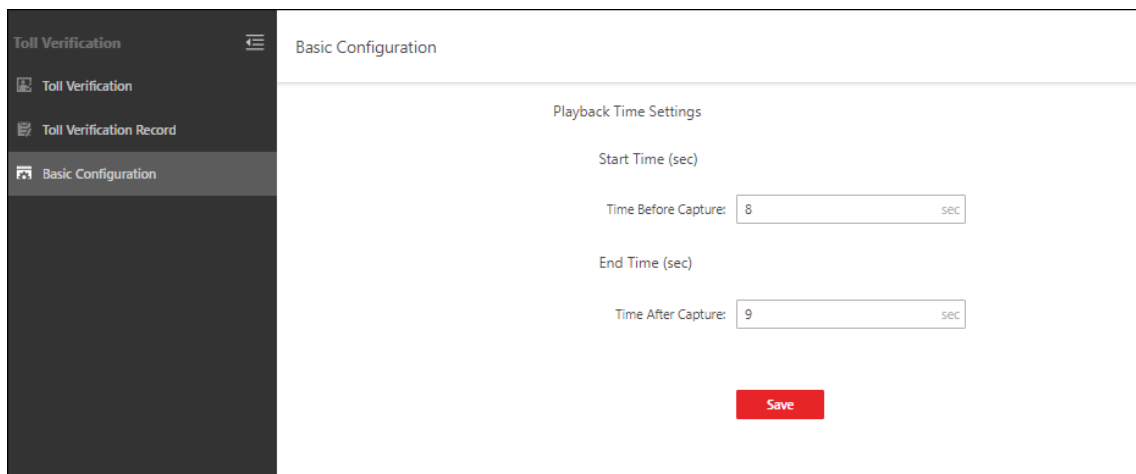 Toll Verification
Toll Verification
Toll Verification Record
Basic Configuration
Basic Configuration
Playback Time Settings
Start Time (sec)
Time Before Capture: 8 sec
End Time (sec)
Time After Capture: 9 sec
Save